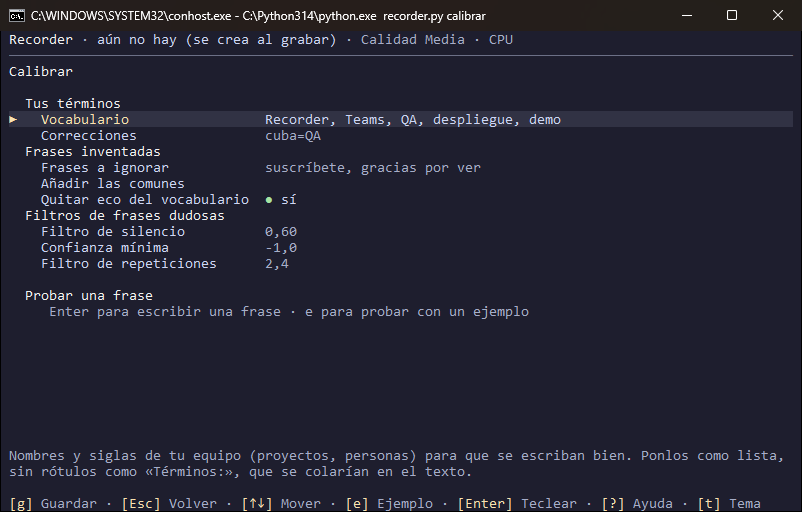 C:\WINDOWS\SYSTEM32\conhost.exe - C:\Python314\python.exe recorder.py calibrar
Recorder · aún no hay (se crea al grabar) · Calidad Media · CPU
Calibrar
Tus términos
► Vocabulario Recorder, Teams, QA, despliegue, demo
Correcciones cuba=QA
Frases inventadas
Frases a ignorar suscríbete, gracias por ver
Añadir las comunes
Quitar eco del vocabulario ● sí
Filtros de frases dudosas
Filtro de silencio 0,60
Confianza mínima -1,0
Filtro de repeticiones 2,4
Probar una frase
Enter para escribir una frase · e para probar con un ejemplo
Nombres y siglas de tu equipo (proyectos, personas) para que se escriban bien. Ponlos como lista,
sin rótulos como «Términos:», que se colarían en el texto.
[g] Guardar · [Esc] Volver · [↑↓] Mover · [e] Ejemplo · [Enter] Teclear · [?] Ayuda · [t] Tema